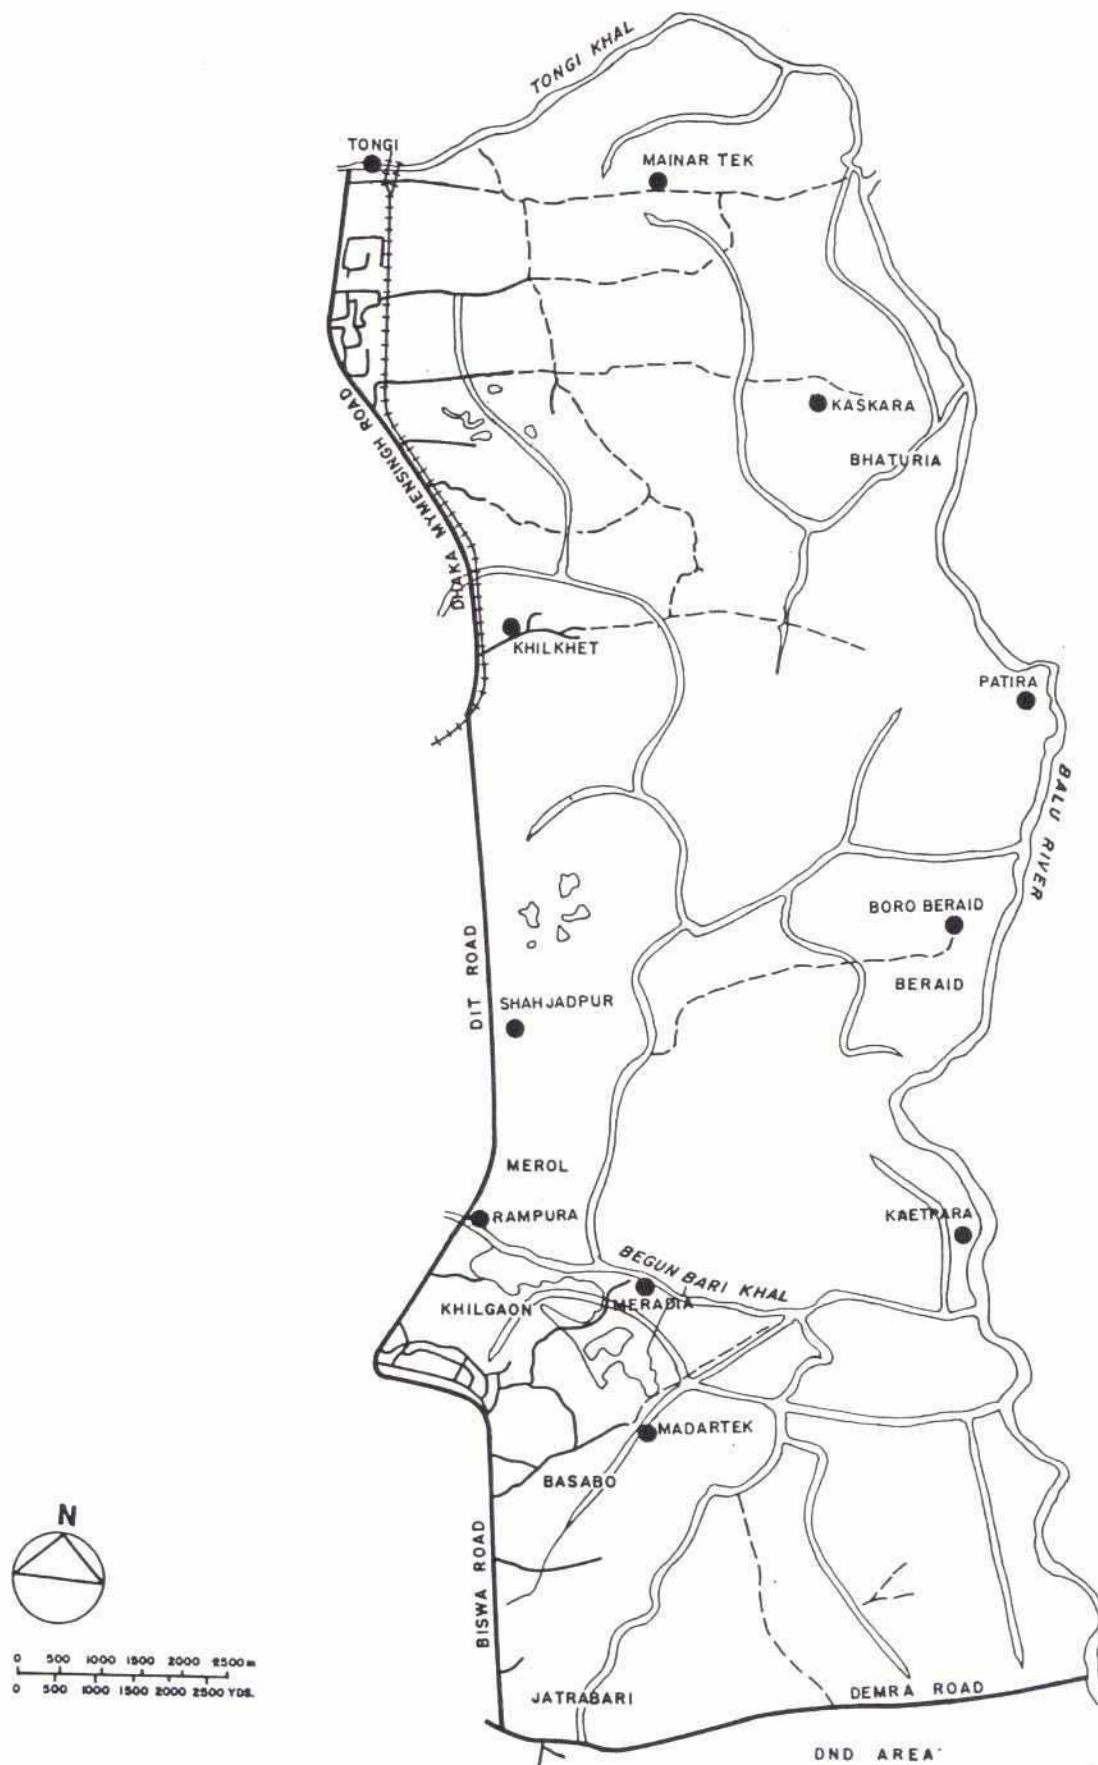 TONGI KHAL
TONGI
MAINAR TEK
DHAKA MYMENSINGH ROAD
KASKARA
BHATURIA
KHILKHET
PATIRA
BALU RIVER
BORO BERAID
DIT ROAD
BERAID
SHAHJADPUR
MEROL
RAMPURA
KAETPARA
BEGUN BARI KHAL
KHILGAON
MERADIA
MADARTEK
BASABO
N
BISWA ROAD
0 500 1000 1500 2000 2500m
0 500 1000 1500 2000 2500 YDS.
JATRABARI
DEMRA ROAD
DND AREA